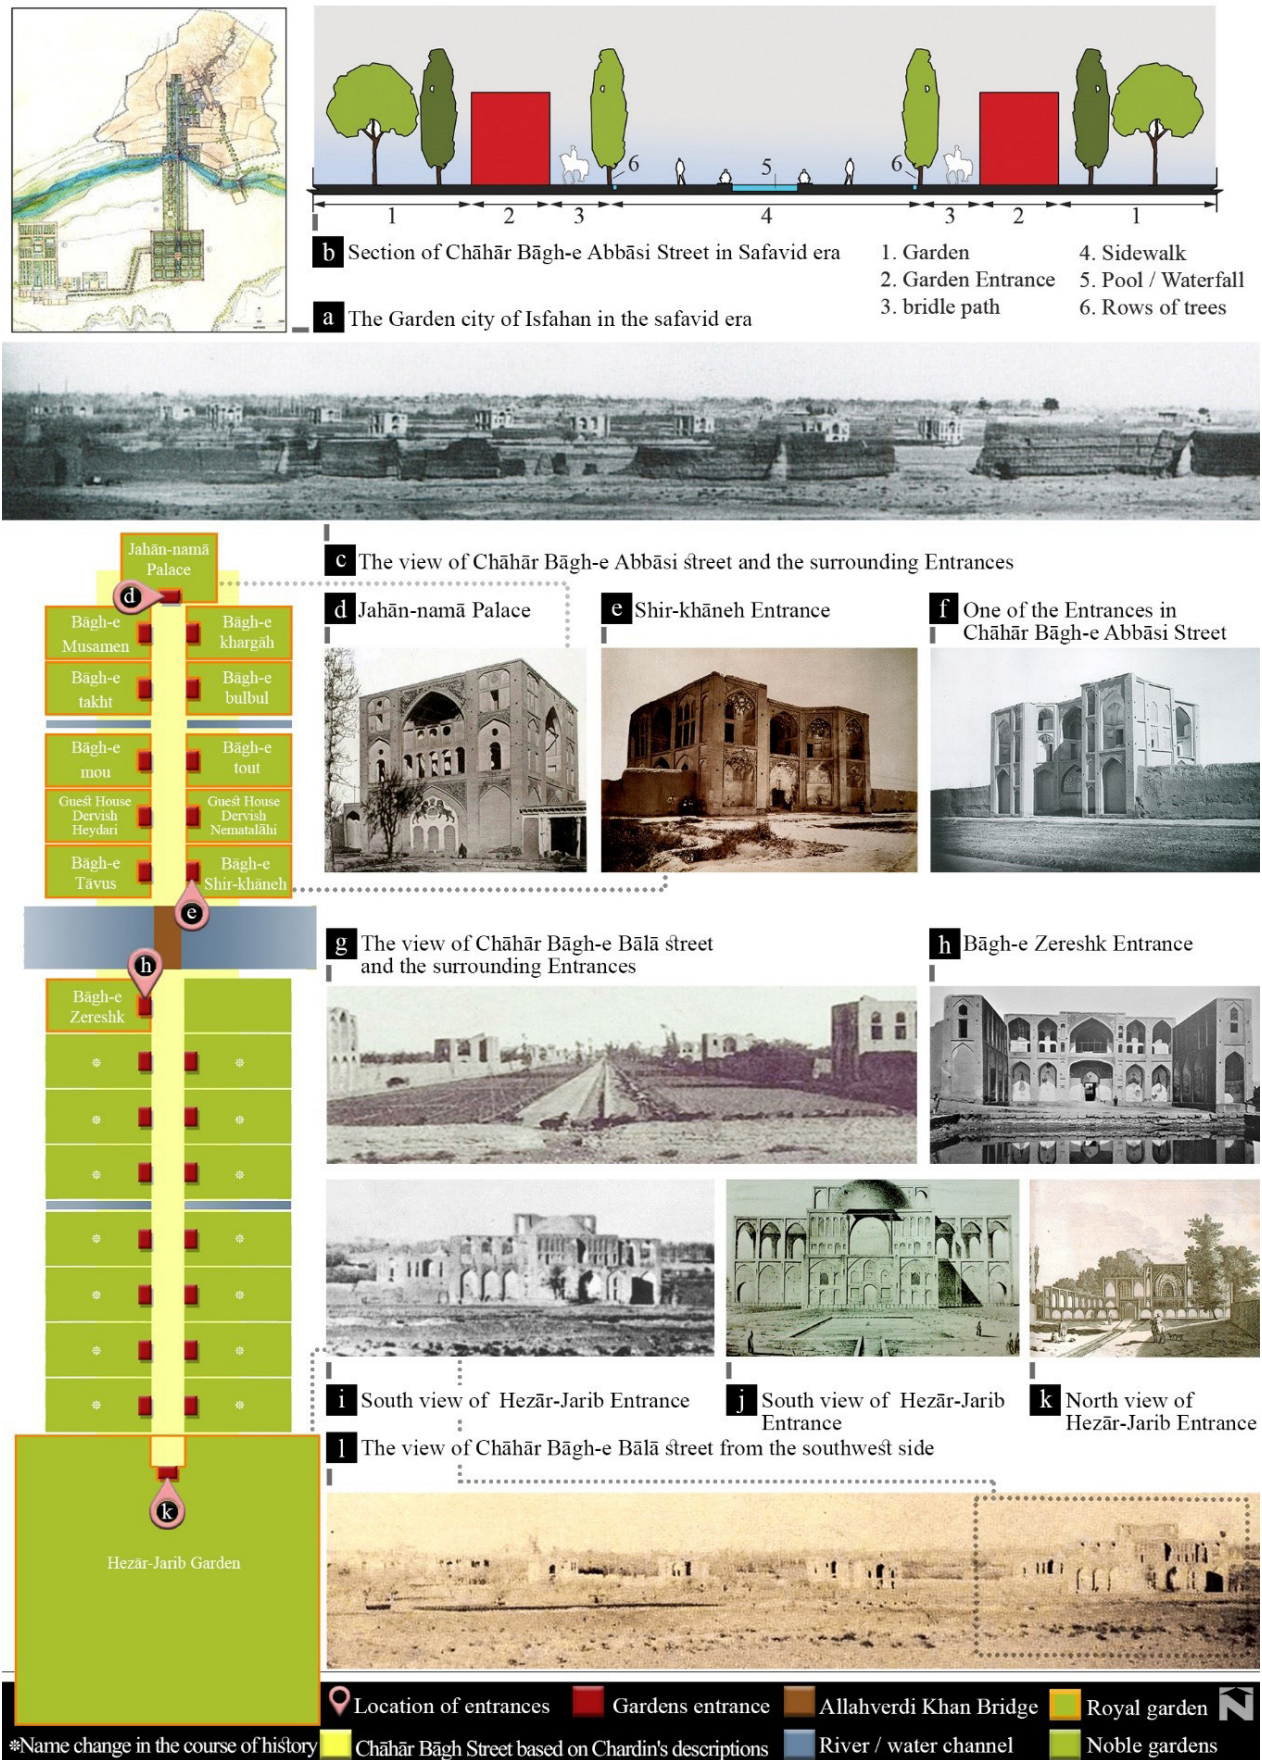 1
2
3
4
3
2
1
6
5
6
b Section of Chāhār Bāgh-e Abbāsi Street in Safavid era
1. Garden
2. Garden Entrance
3. bridle path
4. Sidewalk
5. Pool / Waterfall
6. Rows of trees
a The Garden city of Isfahan in the safavid era
c The view of Chāhār Bāgh-e Abbāsi street and the surrounding Entrances
Jahān-namā
Palace
d
Bāgh-e
Musamen
Bāgh-e
khargāh
Bāgh-e
takht
Bāgh-e
bulbul
Bāgh-e
mou
Bāgh-e
tout
Guest House
Dervish
Heydari
Guest House
Dervish
Nematalāhi
Bāgh-e
Tāvus
Bāgh-e
Shir-khāneh
e
h
Bāgh-e
Zereshk
k
Hezār-Jarib Garden
d Jahān-namā Palace
e Shir-khāneh Entrance
f One of the Entrances in
Chāhār Bāgh-e Abbāsi Street
g The view of Chāhār Bāgh-e Bālā street
and the surrounding Entrances
h Bāgh-e Zereshk Entrance
i South view of Hezār-Jarib Entrance
j South view of Hezār-Jarib
Entrance
k North view of
Hezār-Jarib Entrance
l The view of Chāhār Bāgh-e Bālā street from the southwest side
Location of entrances
Gardens entrance
Allahverdi Khan Bridge
Royal garden
N
Name change in the course of history
Chāhār Bāgh Street based on Chardin's descriptions
River / water channel
Noble gardens